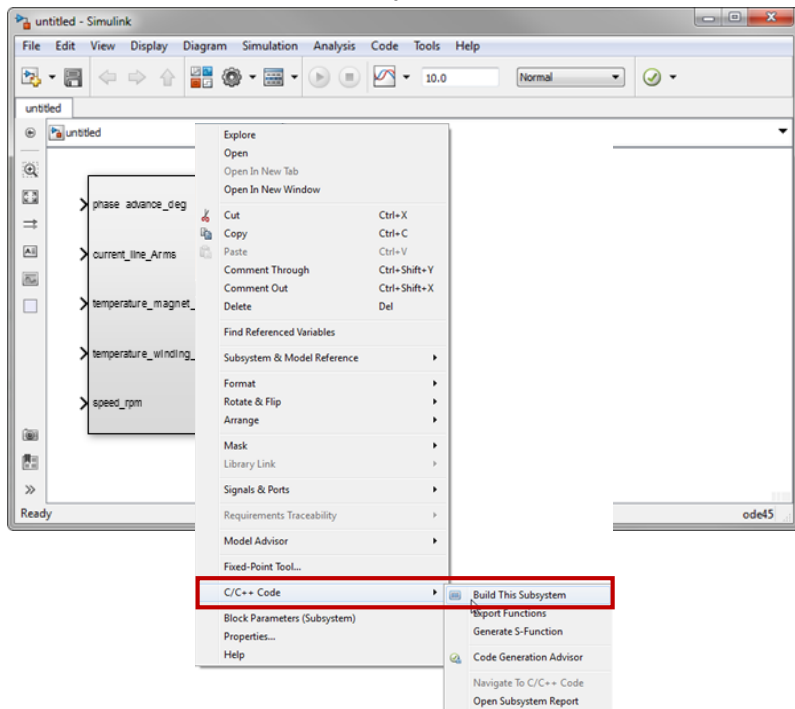 untitled - Simulink
File Edit View Display Diagram Simulation Analysis Code Tools Help
10.0 Normal
untitled
untitled
phase advance_deg
current_line_Arms
temperature_magnet_
temperature_winding_
speed_rpm
Explore
Open
Open In New Tab
Open In New Window
Cut Ctrl+X
Copy Ctrl+C
Paste Ctrl+V
Comment Through Ctrl+Shift+Y
Comment Out Ctrl+Shift+X
Delete Del
Find Referenced Variables
Subsystem & Model Reference
Format
Rotate & Flip
Arrange
Mask
Library Link
Signals & Ports
Requirements Traceability
Model Advisor
Fixed-Point Tool...
C/C++ Code
Block Parameters (Subsystem)
Properties...
Help
Build This Subsystem
Export Functions
Generate S-Function
Code Generation Advisor
Navigate To C/C++ Code
Open Subsystem Report
Ready ode45